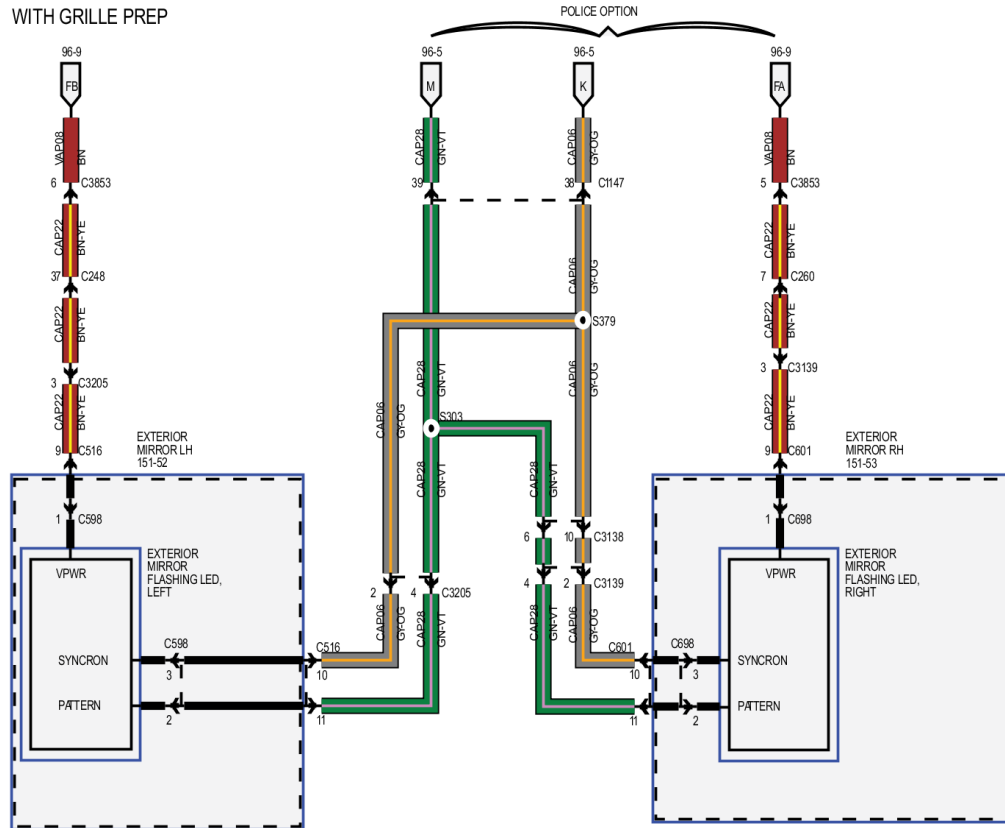 WITH GRILLE PREP
POLICE OPTION
96-9
96-5
96-5
96-9
FB
M
K
FA
VAP08
BN
CAP28
GN-VT
CAP06
GY-OG
VAP08
BN
6
C3853
39
38
C1147
5
C3853
CAP22
BN-YE
CAP06
GY-OG
CAP22
BN-YE
37
C248
7
C260
CAP22
BN-YE
S379
CAP22
BN-YE
3
C3205
CAP28
GN-VT
CAP06
GY-OG
3
C3139
CAP22
BN-YE
CAP06
GY-OG
S303
CAP22
BN-YE
9
C516
EXTERIOR
MIRROR LH
151-52
CAP28
GN-VT
CAP28
GN-VT
EXTERIOR
MIRROR RH
151-53
9
C601
1
C598
6
10
C3138
1
C698
VPWR
EXTERIOR
MIRROR
FLASHING LED,
LEFT
2
4
C3205
4
2
C3139
VPWR
EXTERIOR
MIRROR
FLASHING LED,
RIGHT
CAP06
GY-OG
CAP28
GN-VT
CAP28
GN-VT
CAP06
GY-OG
SYNCRON
C598
3
C516
10
C601
10
C698
3
SYNCRON
PATTERN
2
11
11
2
PATTERN